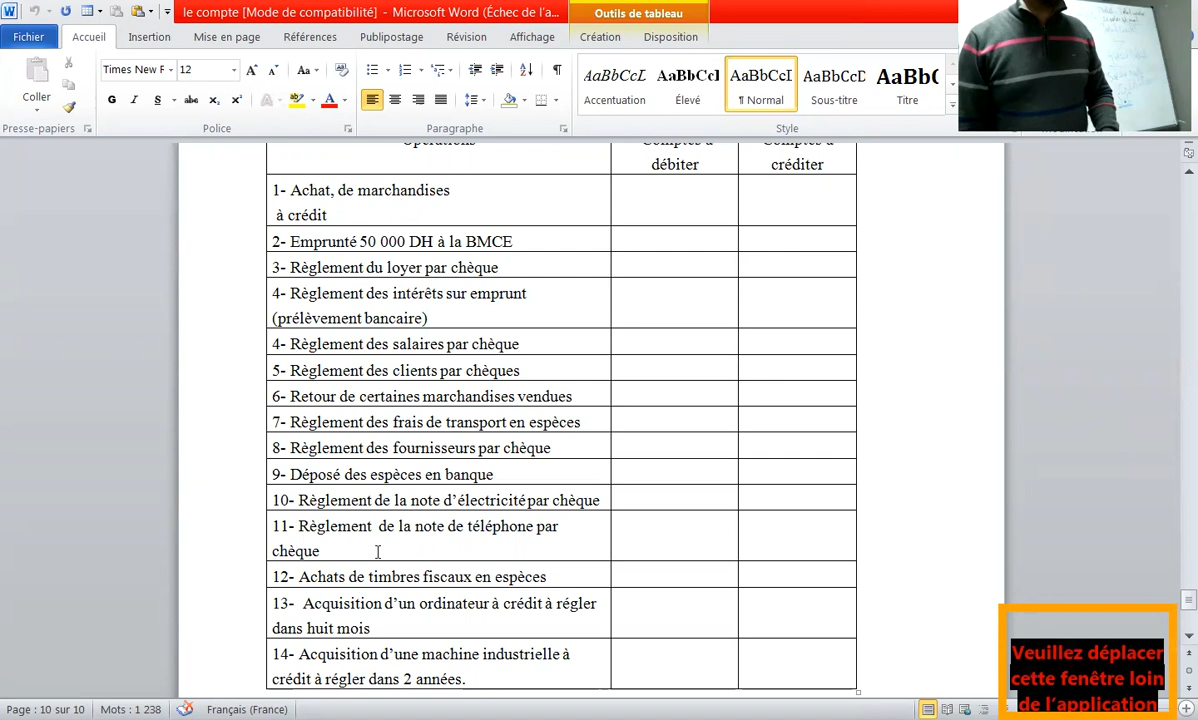 le compte [Mode de compatibilité] - Microsoft Word (Échec de l'a...
Outils de tableau
Fichier
Accueil
Insertion
Mise en page
Références
Publipostage
Révision
Affichage
Création
Disposition
Coller
Times New F
12
AaBbCcL
AaBbCcI
AaBbCcI
AaBbCcD
AaBb(
Accentuation
Élevé
¶ Normal
Sous-titre
Titre
Presse-papiers
Police
Paragraphe
Style
Opérations
Comptes à débiter
Comptes à créditer
1- Achat, de marchandises
à crédit
2- Emprunté 50 000 DH à la BMCE
3- Règlement du loyer par chèque
4- Règlement des intérêts sur emprunt
(prélèvement bancaire)
4- Règlement des salaires par chèque
5- Règlement des clients par chèques
6- Retour de certaines marchandises vendues
7- Règlement des frais de transport en espèces
8- Règlement des fournisseurs par chèque
9- Déposé des espèces en banque
10- Règlement de la note d'électricité par chèque
11- Règlement de la note de téléphone par
chèque
12- Achats de timbres fiscaux en espèces
13- Acquisition d'un ordinateur à crédit à régler
dans huit mois
14- Acquisition d'une machine industrielle à
crédit à régler dans 2 années.
Veuillez déplacer
cette fenêtre loin
de l'application
Page : 10 sur 10
Mots : 1 238
Français (France)